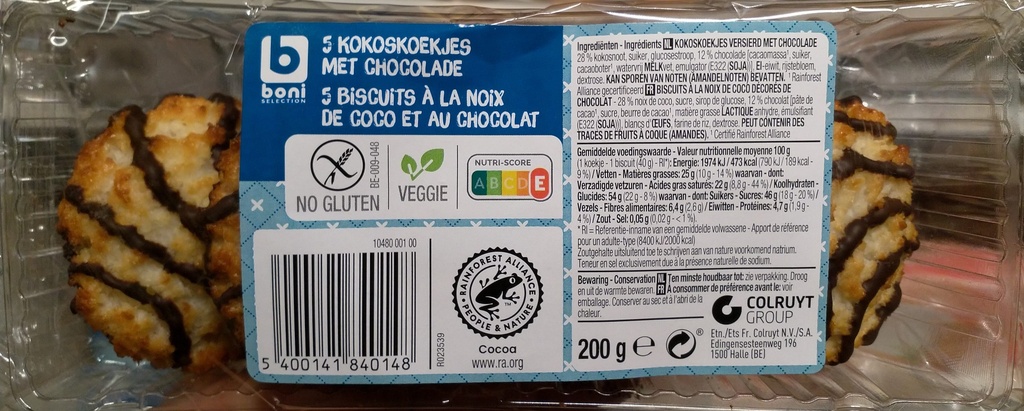 b
boni
SELECTION
5 KOKOSKOEKJES
MET CHOCOLADE
5 BISCUITS À LA NOIX
DE COCO ET AU CHOCOLAT
NO GLUTEN
BE-009-048
VEGGIE
NUTRI-SCORE
A B C D E
10480 001 00
5 400141 840148
R023539
RAINFOREST ALLIANCE
PEOPLE & NATURE
TM
Cocoa
www.ra.org
Ingrediënten - Ingrédients NL KOKOSKOEKJES VERSIERD MET CHOCOLADE
28 % kokosnoot, suiker, glucosestroop, 12 % chocolade [cacaomassa¹, suiker,
cacaoboter¹, watervrij MELKvet, emulgator (E322 (SOJA))], EI-eiwit, rijstebloem,
dextrose. KAN SPOREN VAN NOTEN (AMANDELNOTEN) BEVATTEN. ¹ Rainforest
Alliance gecertificeerd FR BISCUITS À LA NOIX DE COCO DÉCORÉS DE
CHOCOLAT - 28 % noix de coco, sucre, sirop de glucose, 12 % chocolat [pâte de
cacao¹, sucre, beurre de cacao¹, matière grasse LACTIQUE anhydre, émulsifiant
(E322 (SOJA))], blancs d'ŒUFS, farine de riz, dextrose. PEUT CONTENIR DES
TRACES DE FRUITS À COQUE (AMANDES). ¹ Certifié Rainforest Alliance
Gemiddelde voedingswaarde - Valeur nutritionnelle moyenne 100 g
(1 koekje - 1 biscuit (40 g) - RI*): Energie: 1974 kJ / 473 kcal (790 kJ / 189 kcal -
9 %) / Vetten - Matières grasses: 25 g (10 g - 14 %) waarvan - dont:
Verzadigde vetzuren - Acides gras saturés: 22 g (8,8 g - 44 %) / Koolhydraten -
Glucides: 54 g (22 g - 8 %) waarvan - dont: Suikers - Sucres: 46 g (18 g - 20 %) /
Vezels - Fibres alimentaires: 6,4 g (2,6 g) / Eiwitten - Protéines: 4,7 g (1,9 g -
4 %) / Zout - Sel: 0,05 g (0,02 g - < 1 %).
* RI = Referentie-inname van een gemiddelde volwassene - Apport de référence
pour un adulte-type (8400 kJ/2000 kcal)
Zoutgehalte uitsluitend toe te schrijven aan van nature voorkomend natrium.
Teneur en sel exclusivement due à la présence naturelle de sodium.
Bewaring - Conservation NL Ten minste houdbaar tot: zie verpakking. Droog
en uit de warmte bewaren. FR À consommer de préférence avant le: voir
emballage. Conserver au sec et à l'abri de la
chaleur.
COLRUYT
GROUP
200 g e
®
Etn./Ets Fr. Colruyt N.V./S.A.
Edingensesteenweg 196
1500 Halle (BE)